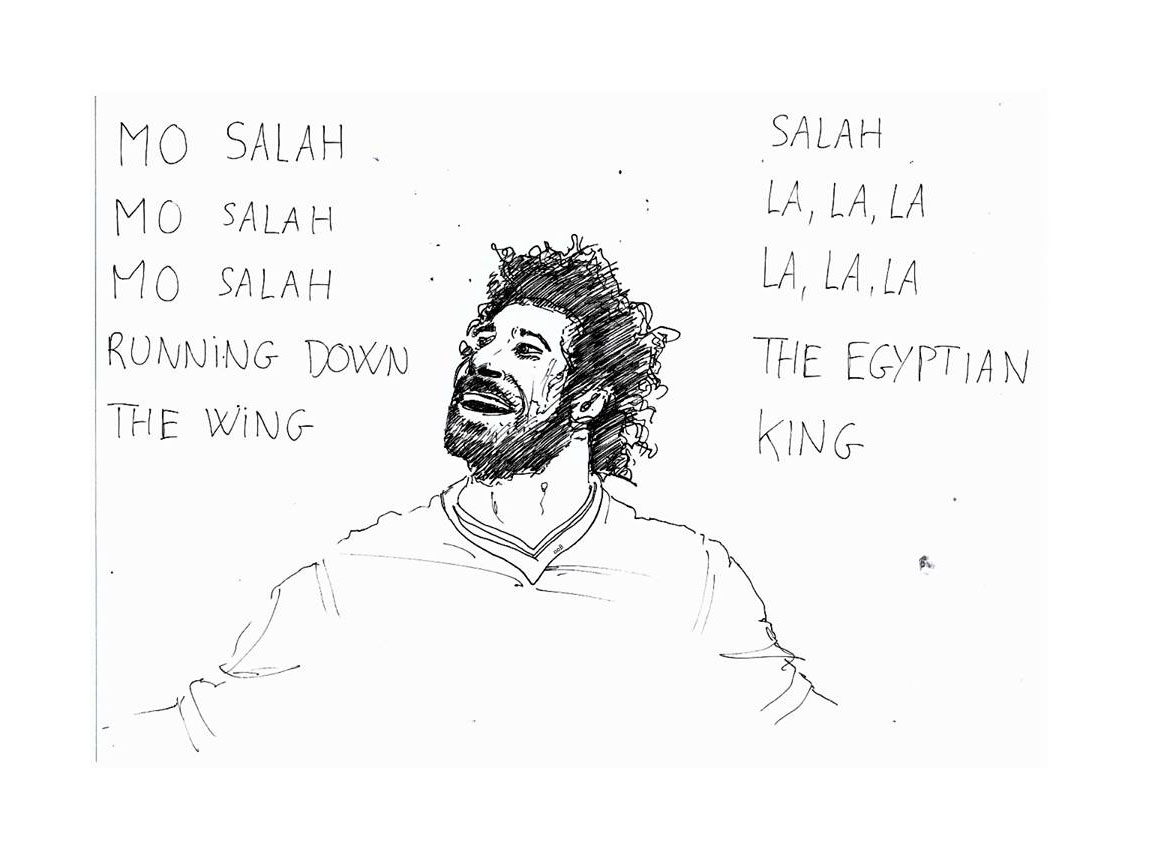 MO SALAH
MO SALAH
MO SALAH
RUNNING DOWN
THE WING
SALAH
LA, LA, LA
LA, LA, LA
THE EGYPTIAN
KING